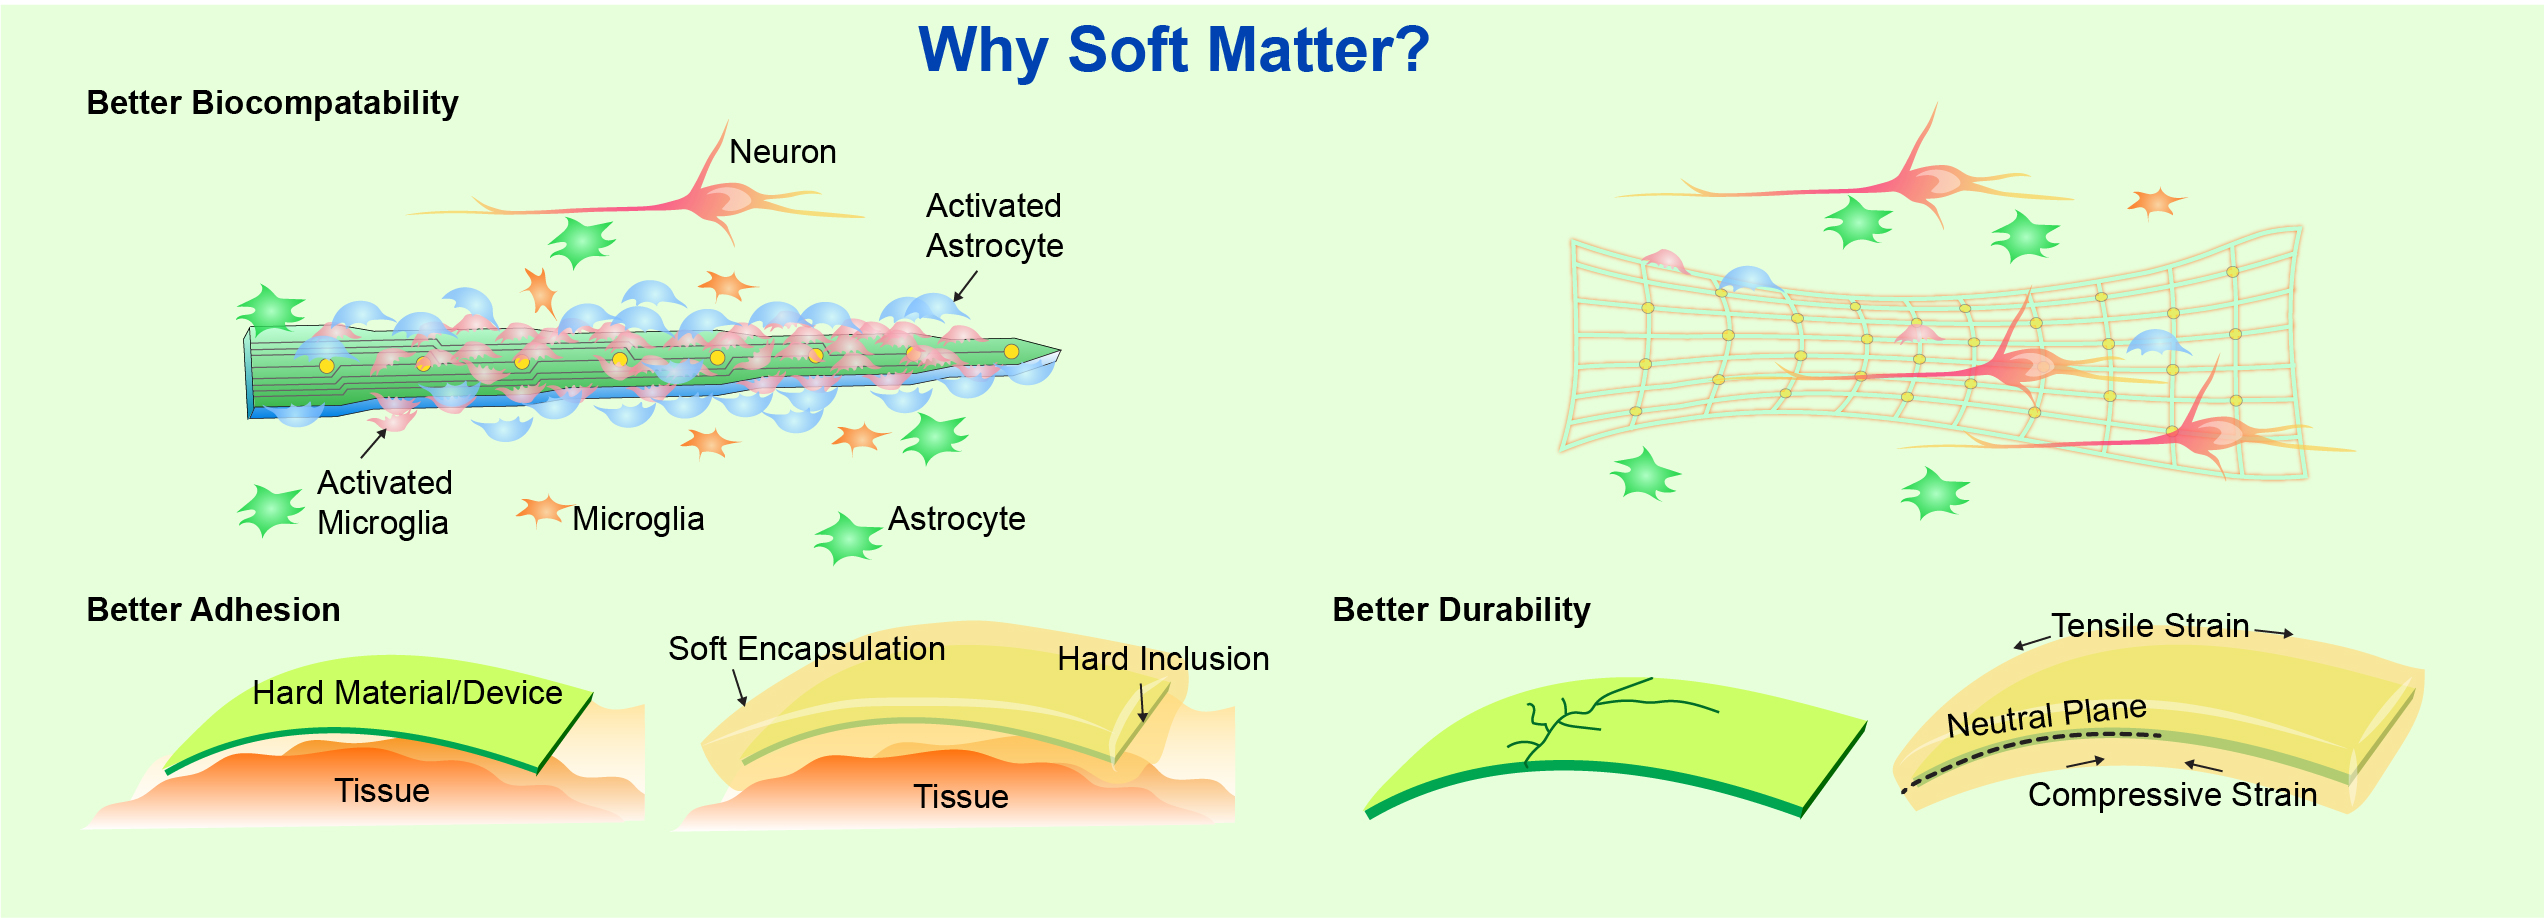 Why Soft Matter?
Better Biocompatability
Neuron
Activated
Astrocyte
Activated
Microglia
Microglia
Astrocyte
Better Adhesion
Hard Material/Device
Tissue
Soft Encapsulation
Hard Inclusion
Tissue
Better Durability
Tensile Strain
Neutral Plane
Compressive Strain